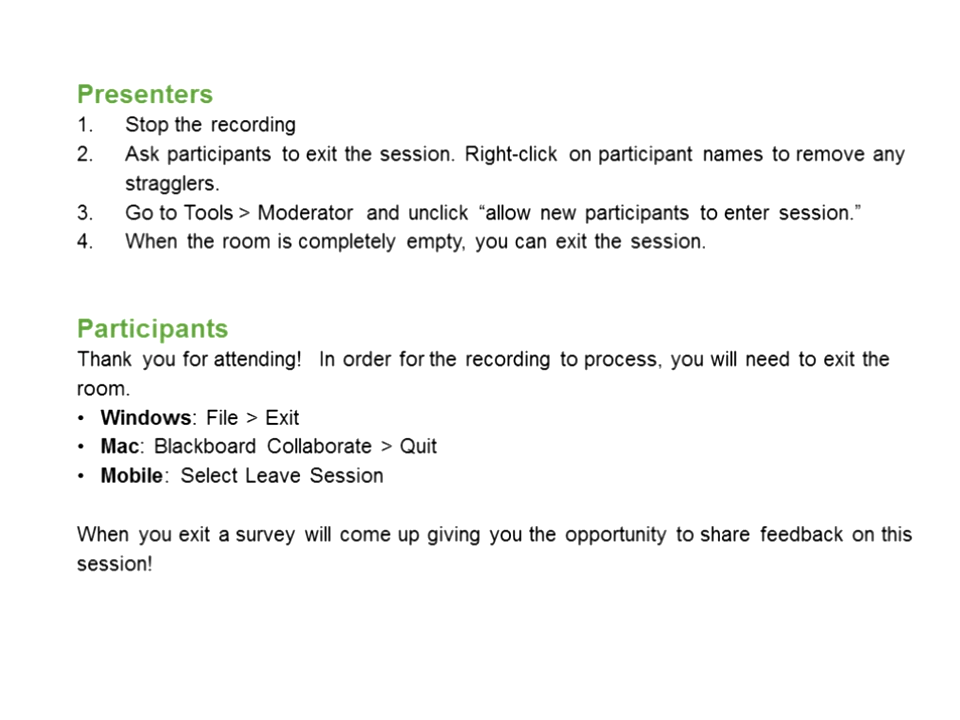 Presenters
1. Stop the recording
2. Ask participants to exit the session. Right-click on participant names to remove any
stragglers.
3. Go to Tools > Moderator and unclick “allow new participants to enter session.”
4. When the room is completely empty, you can exit the session.
Participants
Thank you for attending! In order for the recording to process, you will need to exit the
room.
• Windows: File > Exit
• Mac: Blackboard Collaborate > Quit
• Mobile: Select Leave Session
When you exit a survey will come up giving you the opportunity to share feedback on this
session!